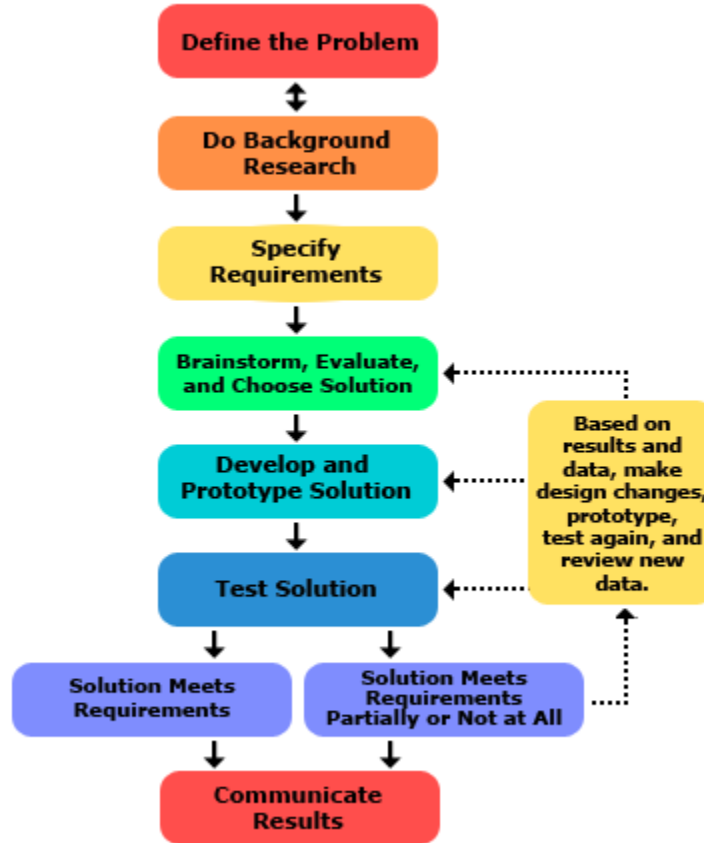 Define the Problem
Do Background
Research
Specify
Requirements
Brainstorm, Evaluate,
and Choose Solution
Develop and
Prototype Solution
Based on
results and
data, make
design changes,
prototype,
test again, and
review new
data.
Test Solution
Solution Meets
Requirements
Solution Meets
Requirements
Partially or Not at All
Communicate
Results